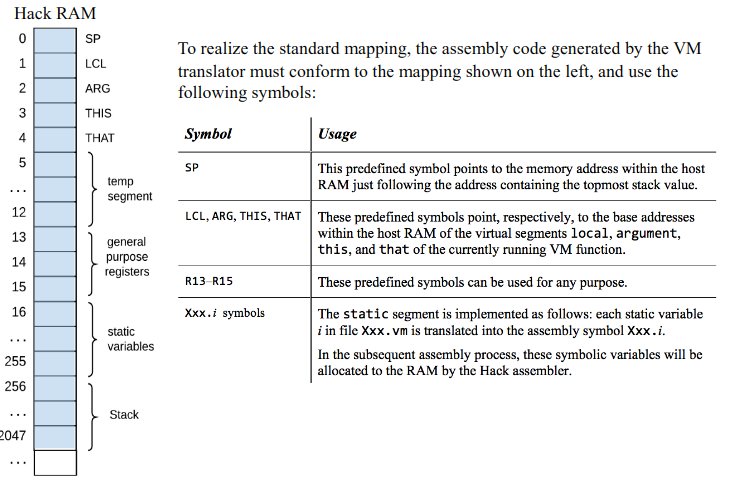 Hack RAM
0 SP
1 LCL
2 ARG
3 THIS
4 THAT
5
...
12
temp
segment
13
14
15
general
purpose
registers
16
...
255
static
variables
256
...
2047
Stack
...
To realize the standard mapping, the assembly code generated by the VM
translator must conform to the mapping shown on the left, and use the
following symbols:
Symbol Usage
SP This predefined symbol points to the memory address within the host
RAM just following the address containing the topmost stack value.
LCL, ARG, THIS, THAT These predefined symbols point, respectively, to the base addresses
within the host RAM of the virtual segments local, argument,
this, and that of the currently running VM function.
R13–R15 These predefined symbols can be used for any purpose.
Xxx.i symbols The static segment is implemented as follows: each static variable
i in file Xxx.vm is translated into the assembly symbol Xxx.i.
In the subsequent assembly process, these symbolic variables will be
allocated to the RAM by the Hack assembler.